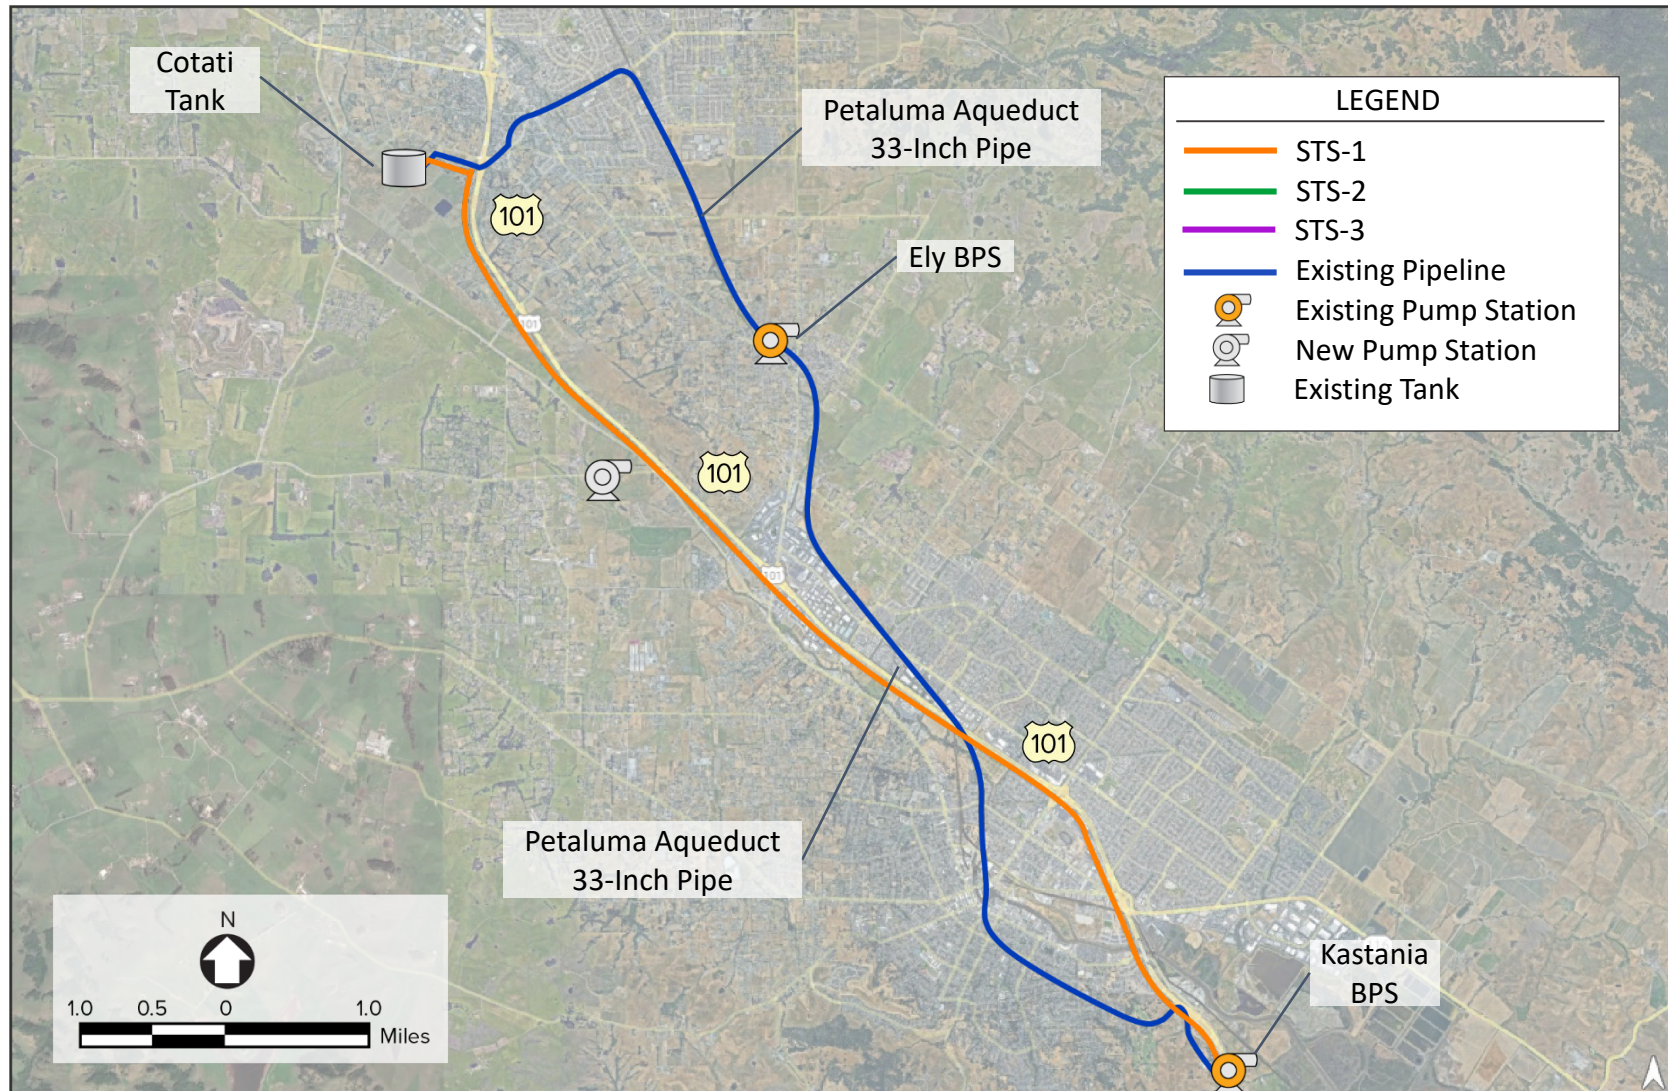 Cotati
Tank
Petaluma Aqueduct
33-Inch Pipe
LEGEND
STS-1
STS-2
STS-3
Existing Pipeline
Existing Pump Station
New Pump Station
Existing Tank
101
Ely BPS
101
101
101
101
Petaluma Aqueduct
33-Inch Pipe
Kastania
BPS
N
1.0 0.5 0 1.0
Miles